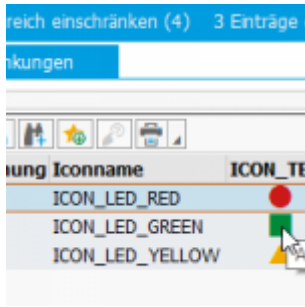 reich einschränken (4) 3 Einträge
nkungen
nung Iconname ICON_TE
ICON_LED_RED
ICON_LED_GREEN
ICON_LED_YELLOW